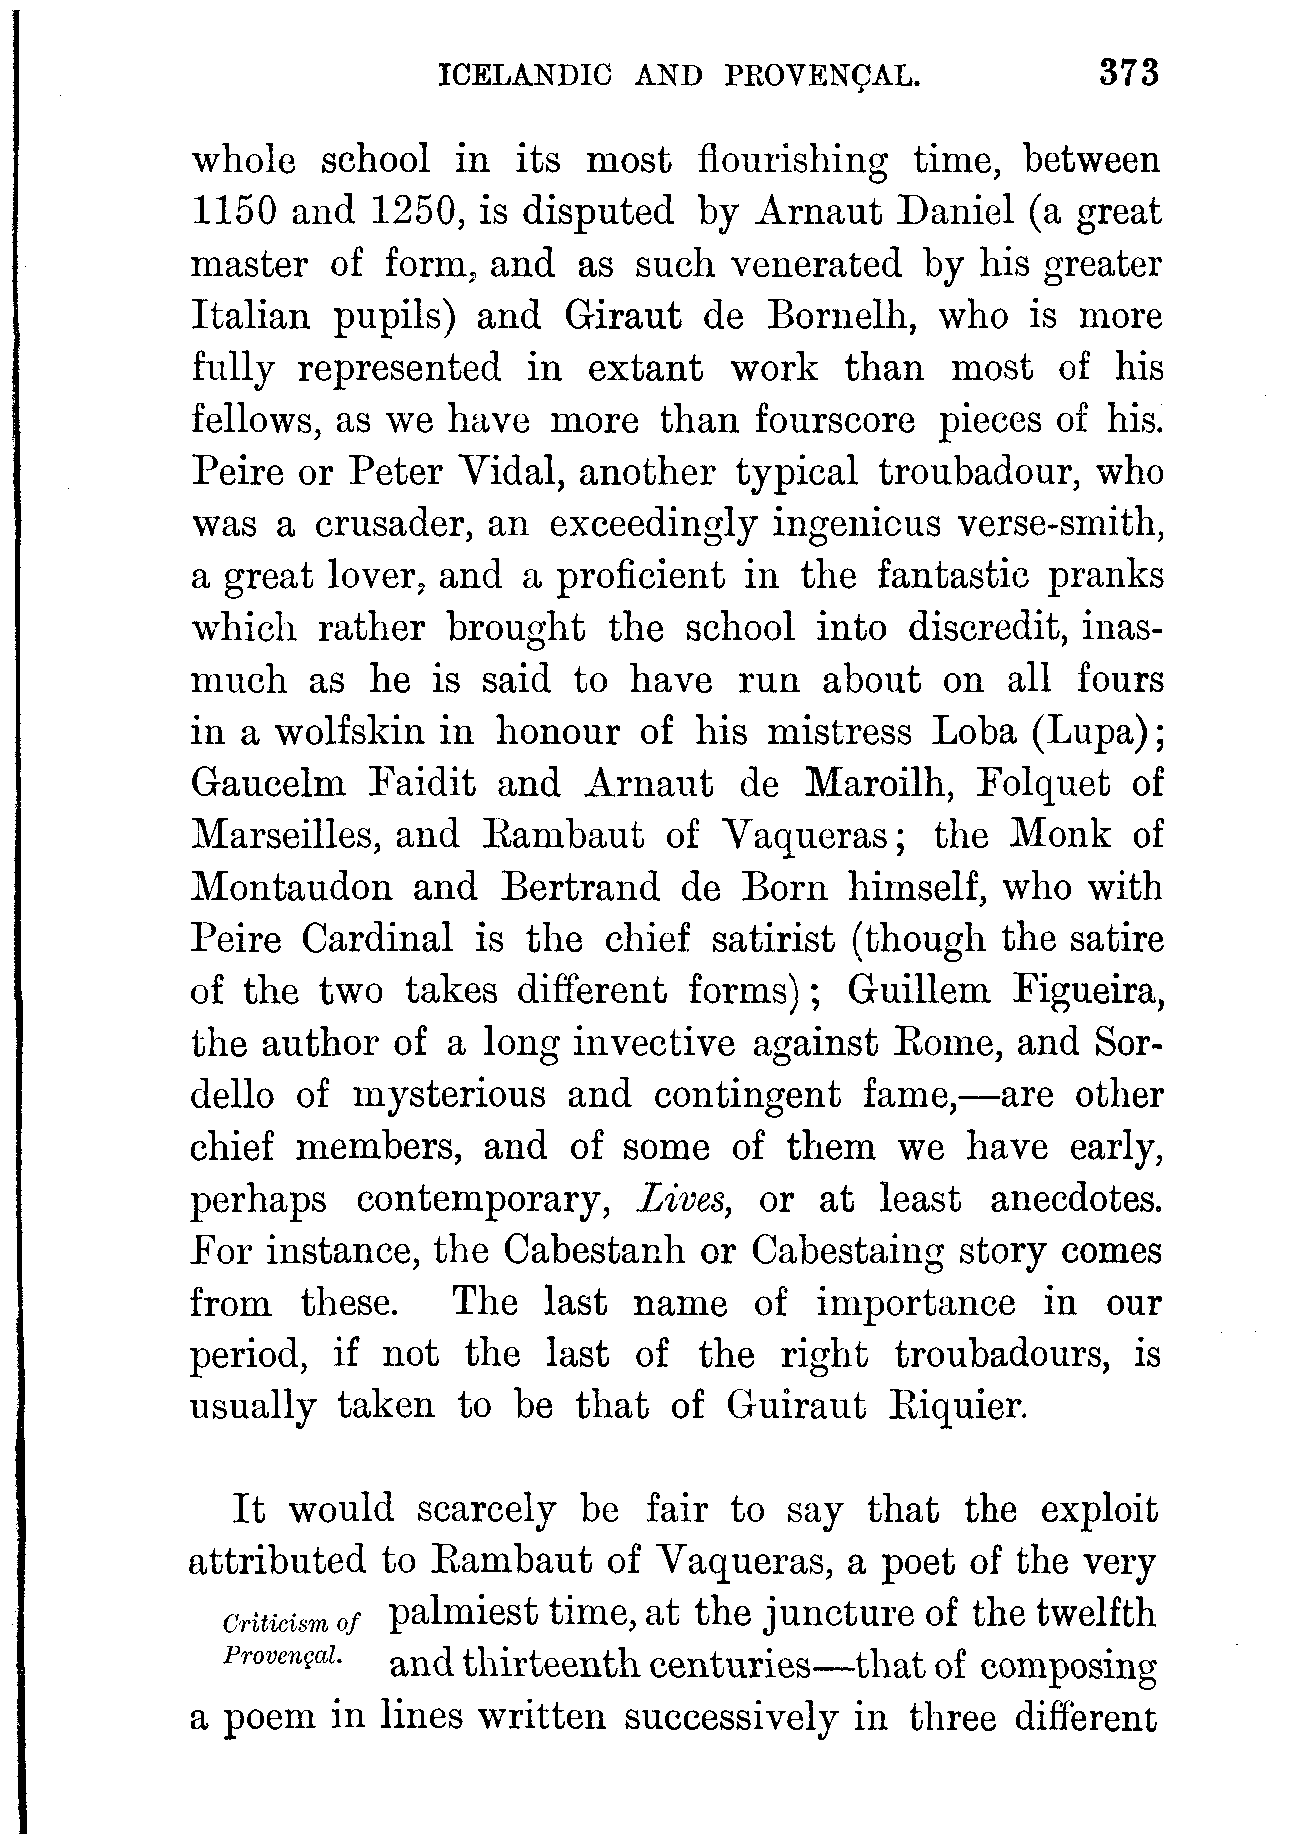 ICELANDIC AND PROVENÇAL. 373
whole school in its most flourishing time, between
1150 and 1250, is disputed by Arnaut Daniel (a great
master of form, and as such venerated by his greater
Italian pupils) and Giraut de Bornelh, who is more
fully represented in extant work than most of his
fellows, as we have more than fourscore pieces of his.
Peire or Peter Vidal, another typical troubadour, who
was a crusader, an exceedingly ingenious verse-smith,
a great lover, and a proficient in the fantastic pranks
which rather brought the school into discredit, inas-
much as he is said to have run about on all fours
in a wolfskin in honour of his mistress Loba (Lupa);
Gaucelm Faidit and Arnaut de Maroilh, Folquet of
Marseilles, and Rambaut of Vaqueras; the Monk of
Montaudon and Bertrand de Born himself, who with
Peire Cardinal is the chief satirist (though the satire
of the two takes different forms); Guillem Figueira,
the author of a long invective against Rome, and Sor-
dello of mysterious and contingent fame,—are other
chief members, and of some of them we have early,
perhaps contemporary, Lives, or at least anecdotes.
For instance, the Cabestanh or Cabestaing story comes
from these. The last name of importance in our
period, if not the last of the right troubadours, is
usually taken to be that of Guiraut Riquier.
It would scarcely be fair to say that the exploit
attributed to Rambaut of Vaqueras, a poet of the very
Criticism of palmiest time, at the juncture of the twelfth
Provençal. and thirteenth centuries—that of composing
a poem in lines written successively in three different